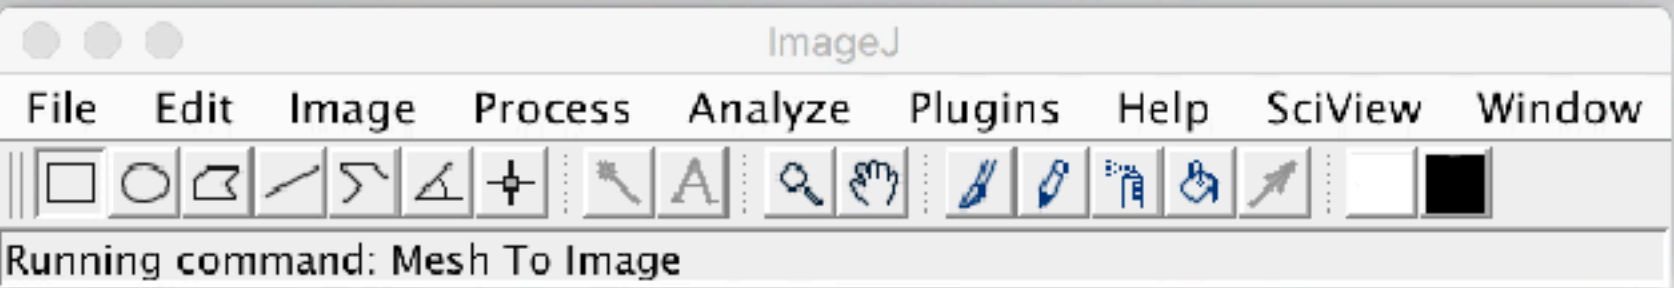 ImageJ
File Edit Image Process Analyze Plugins Help SciView Window
A
Running command: Mesh To Image